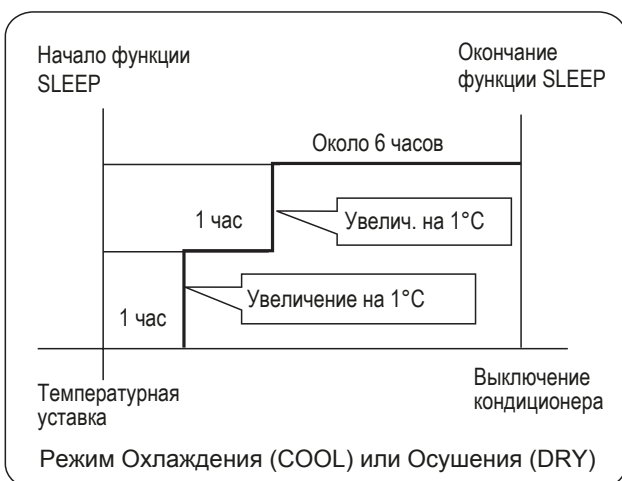 Начало функции
SLEEP
Окончание
функции SLEEP
Около 6 часов
1 час
Увелич. на 1°C
1 час
Увеличение на 1°C
Температурная
уставка
Выключение
кондиционера
Режим Охлаждения (COOL) или Осушения (DRY)